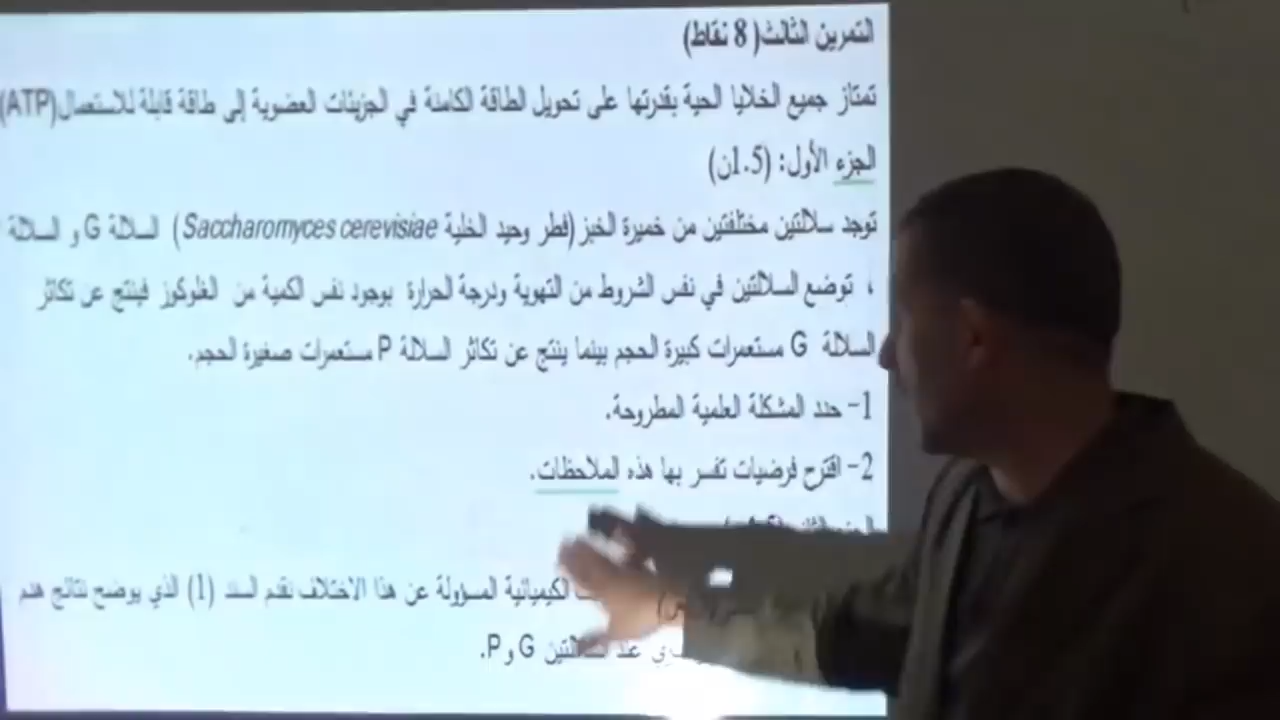 التمرين الثالث( 8 نقاط)
تمتاز جميع الخلايا الحية بقدرتها على تحويل الطاقة الكامنة في الجزيئات العضوية إلى طاقة قابلة للاستعمال(ATP)
الجزء الأول: (1.5ن)
توجد سلالتين مختلفتين من خميرة الخبز(فطر وحيد الخلية Saccharomyces cerevisiae) السلالة G و السلالة
، توضع السلالتين في نفس الشروط من التهوية ودرجة الحرارة بوجود نفس الكمية من الغلوكوز فينتج عن تكاثر
السلالة G مستعمرات كبيرة الحجم بينما ينتج عن تكاثر السلالة P مستعمرات صغيرة الحجم.
1- حدد المشكلة العلمية المطروحة.
2- اقترح فرضيات تفسر بها هذه الملاحظات.
الكيميائية المسؤولة عن هذا الاختلاف نقدم السند (1) الذي يوضح نتائج هدم
عند السلالتين G و P.